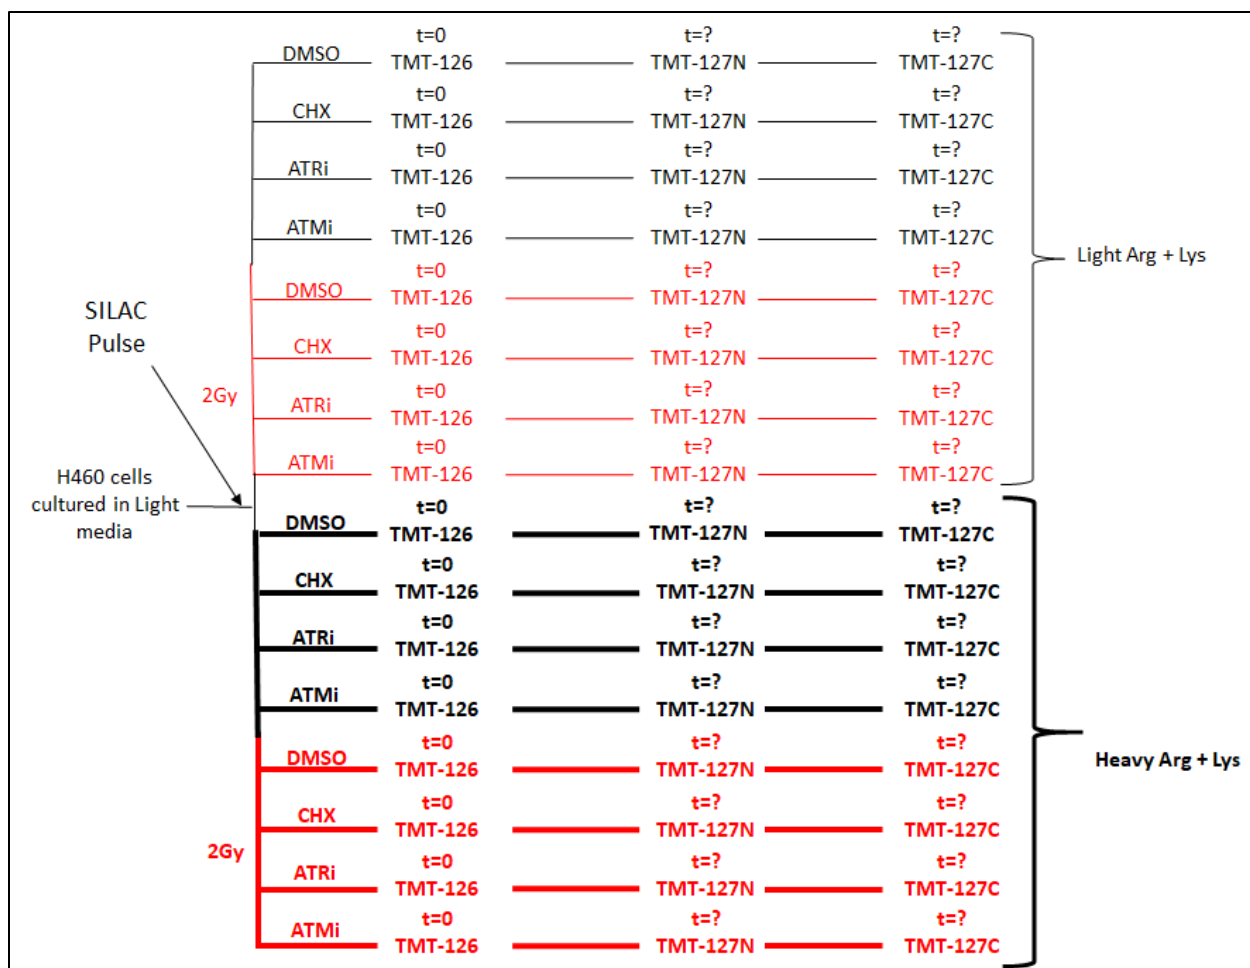 t=0 t=? t=?
DMSO TMT-126 TMT-127N TMT-127C
t=0 t=? t=?
CHX TMT-126 TMT-127N TMT-127C
t=0 t=? t=?
ATRi TMT-126 TMT-127N TMT-127C
t=0 t=? t=?
ATMi TMT-126 TMT-127N TMT-127C
Light Arg + Lys
t=0 t=? t=?
DMSO TMT-126 TMT-127N TMT-127C
SILAC
Pulse
t=0 t=? t=?
CHX TMT-126 TMT-127N TMT-127C
2Gy
t=0 t=? t=?
ATRi TMT-126 TMT-127N TMT-127C
t=0 t=? t=?
ATMi TMT-126 TMT-127N TMT-127C
H460 cells
cultured in Light
media
t=0 t=? t=?
DMSO TMT-126 TMT-127N TMT-127C
t=0 t=? t=?
CHX TMT-126 TMT-127N TMT-127C
t=0 t=? t=?
ATRi TMT-126 TMT-127N TMT-127C
t=0 t=? t=?
ATMi TMT-126 TMT-127N TMT-127C
t=0 t=? t=?
DMSO TMT-126 TMT-127N TMT-127C
Heavy Arg + Lys
t=0 t=? t=?
CHX TMT-126 TMT-127N TMT-127C
2Gy
t=0 t=? t=?
ATRi TMT-126 TMT-127N TMT-127C
t=0 t=? t=?
ATMi TMT-126 TMT-127N TMT-127C